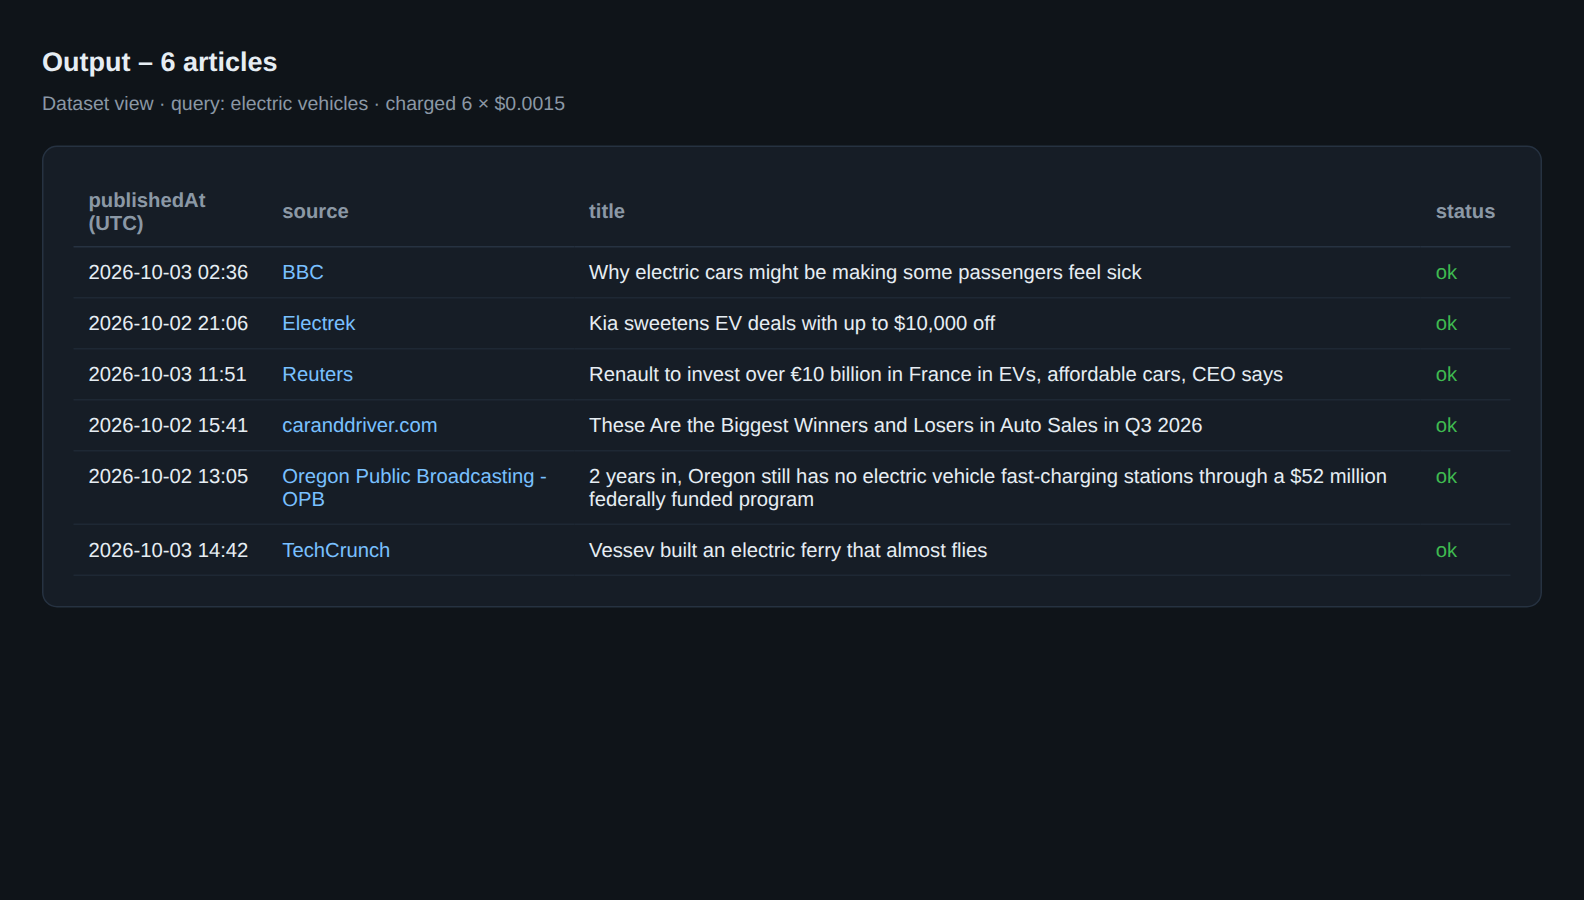 Output – 6 articles
Dataset view · query: electric vehicles · charged 6 × $0.0015
publishedAt
(UTC)
source
title
status
2026-10-03 02:36 BBC Why electric cars might be making some passengers feel sick ok
2026-10-02 21:06 Electrek Kia sweetens EV deals with up to $10,000 off ok
2026-10-03 11:51 Reuters Renault to invest over €10 billion in France in EVs, affordable cars, CEO says ok
2026-10-02 15:41 caranddriver.com These Are the Biggest Winners and Losers in Auto Sales in Q3 2026 ok
2026-10-02 13:05 Oregon Public Broadcasting - 2 years in, Oregon still has no electric vehicle fast-charging stations through a $52 million ok
OPB federally funded program
2026-10-03 14:42 TechCrunch Vessev built an electric ferry that almost flies ok